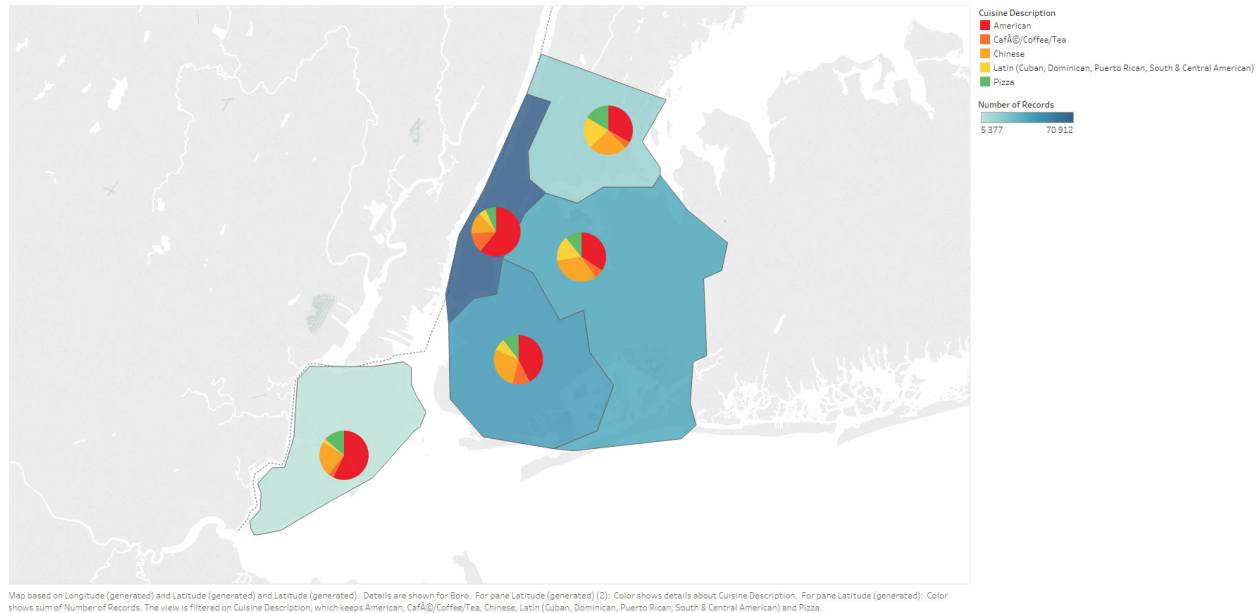 Cuisine Description
American
CafÃ©/Coffee/Tea
Chinese
Latin (Cuban, Dominican, Puerto Rican, South & Central American)
Pizza
Number of Records
5 377 70 912
Map based on Longitude (generated) and Latitude (generated) and Latitude (generated). Details are shown for Boro. For pane Latitude (generated) (2): Color shows details about Cuisine Description. For pane Latitude (generated): Color
shows sum of Number of Records. The view is filtered on Cuisine Description, which keeps American, CafÃ©/Coffee/Tea, Chinese, Latin (Cuban, Dominican, Puerto Rican, South & Central American) and Pizza.